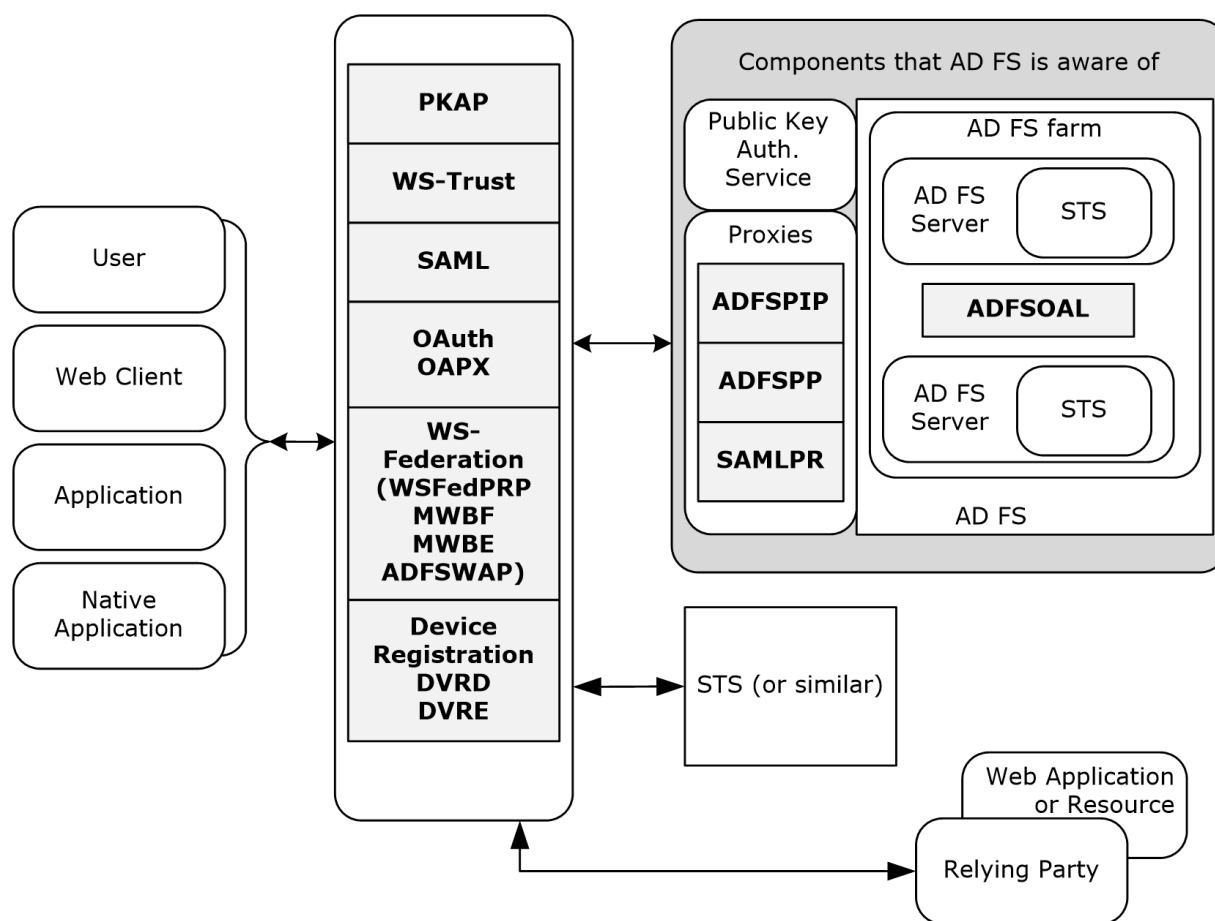 User
Web Client
Application
Native
Application
PKAP
WS-Trust
SAML
OAuth
OAPX
WS-
Federation
(WSFedPRP
MWBF
MWBE
ADFSWAP)
Device
Registration
DVRD
DVRE
Components that AD FS is aware of
Public Key
Auth.
Service
Proxies
ADFSPIP
ADFSPP
SAMLPR
AD FS farm
AD FS
Server
STS
ADFSOAL
AD FS
Server
STS
AD FS
STS (or similar)
Web Application
or Resource
Relying Party